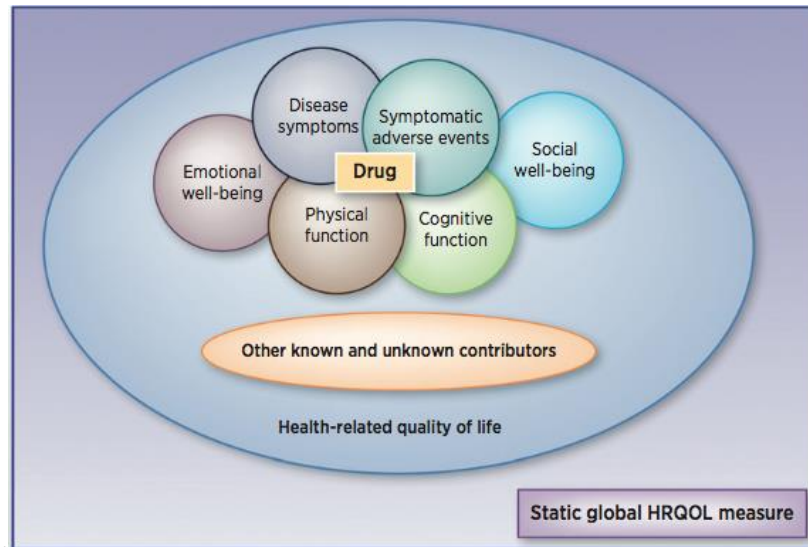 Disease
symptoms
Symptomatic
adverse events
Emotional
well-being
Drug
Social
well-being
Physical
function
Cognitive
function
Other known and unknown contributors
Health-related quality of life
Static global HRQOL measure